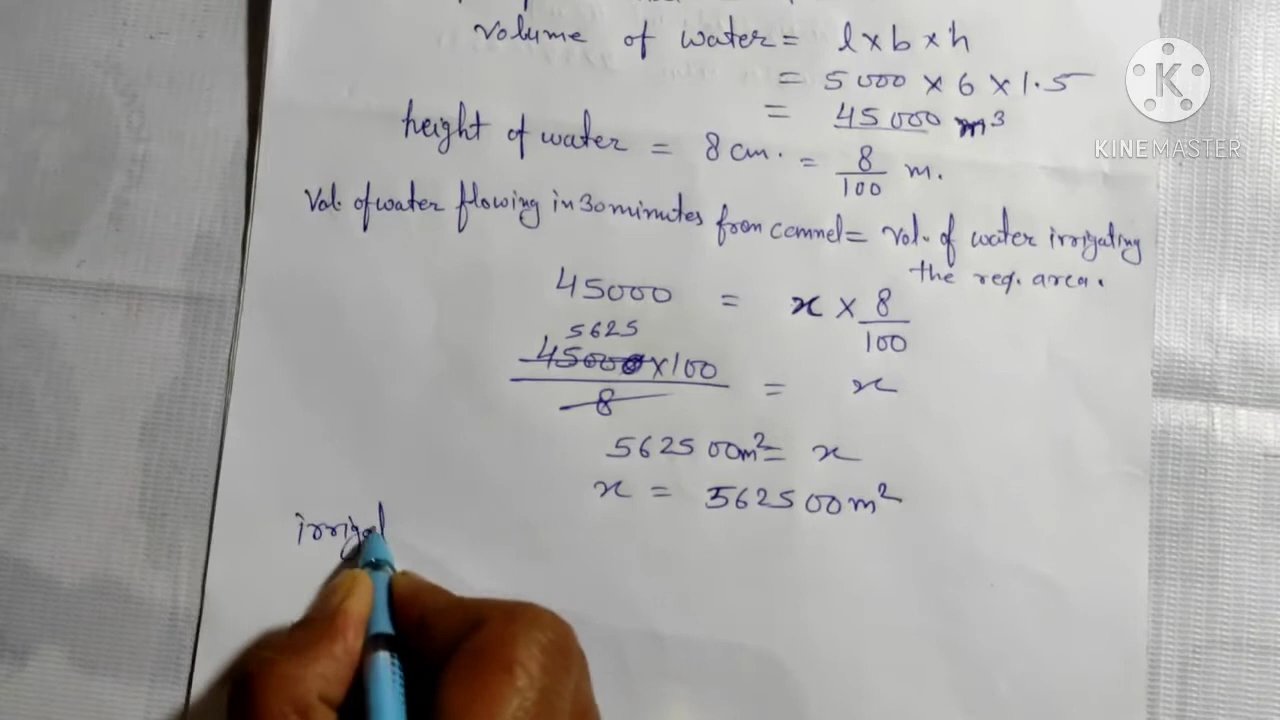 volume of water = l x b x h
= 5000 x 6 x 1.5
= 45000 m³
height of water = 8 cm. = 8/100 m.
Vol. of water flowing in 30 minutes from cannel = vol. of water irrigating
the req. area.
45000 = x × 8/100
5625
45000 x 100 / 8 = x
562500 m² = x
x = 562500 m²
irrigat
K
KINEMASTER